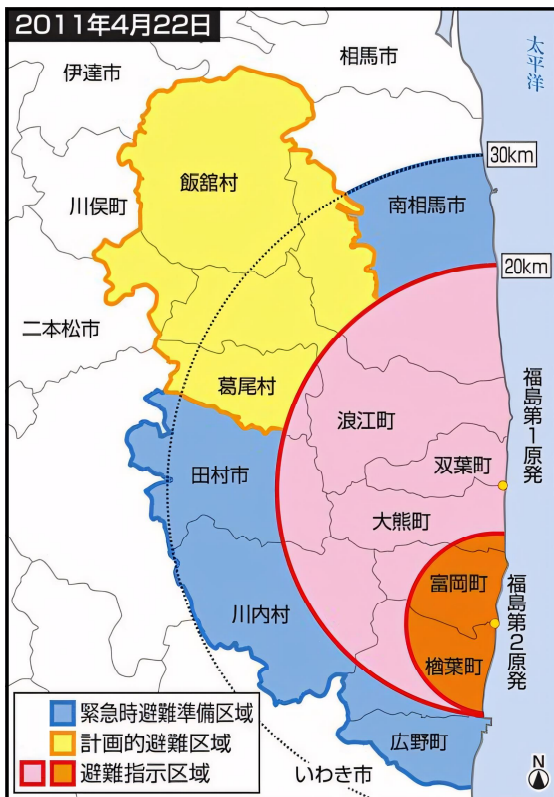 2011年4月22日
太平洋
相馬市
伊達市
30km
飯舘村
川俣町
南相馬市
20km
二本松市
葛尾村
福島第1原発
浪江町
双葉町
田村市
大熊町
富岡町
福島第2原発
川内村
楢葉町
緊急時避難準備区域
計画的避難区域
避難指示区域
広野町
いわき市
N